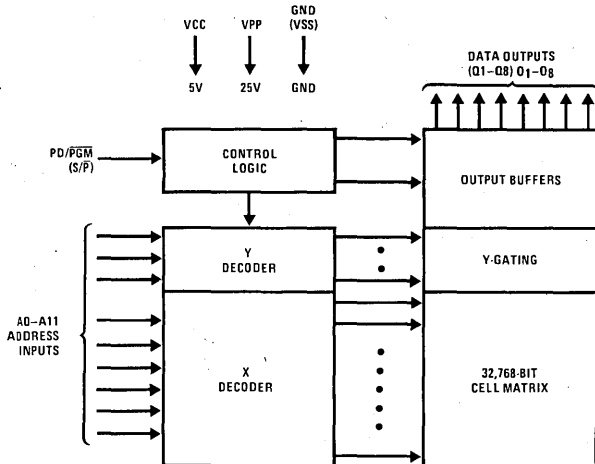 VCC
VPP
GND
(VSS)
5V
25V
GND
DATA OUTPUTS
(Q1-Q8) O1-O8
PD/PGM
(S/P)
CONTROL
LOGIC
OUTPUT BUFFERS
Y
DECODER
Y-GATING
A0-A11
ADDRESS
INPUTS
X
DECODER
32,768-BIT
CELL MATRIX